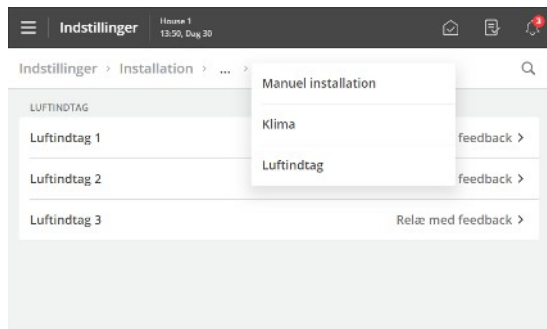 Indstillinger
House 1
13:50, Dag 30
Indstillinger > Installation > ... >
Manuel installation
Klima
Luftindtag
LUFTINDTAG
Luftindtag 1 feedback >
Luftindtag 2 feedback >
Luftindtag 3 Relæ med feedback >